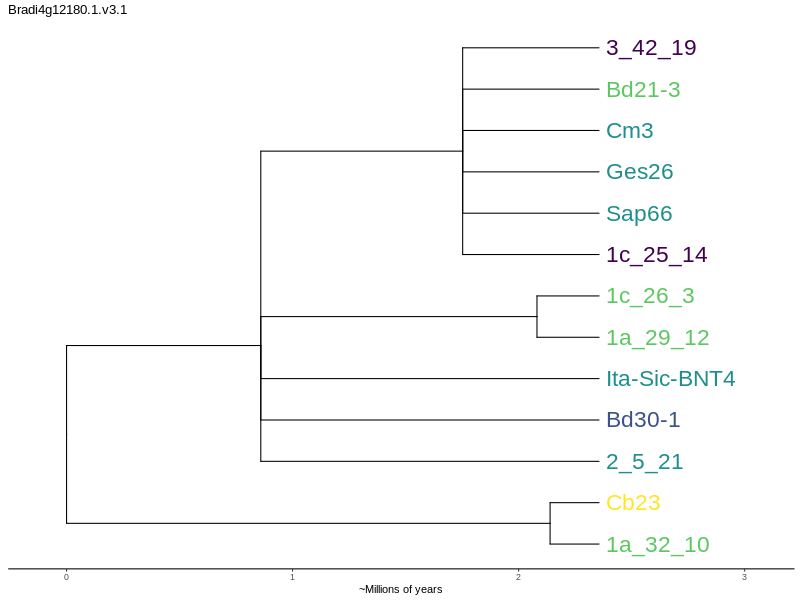 Bradi4g12180.1.v3.1
3_42_19
Bd21-3
Cm3
Ges26
Sap66
1c_25_14
1c_26_3
1a_29_12
Ita-Sic-BNT4
Bd30-1
2_5_21
Cb23
1a_32_10
0 1 2 3
~Millions of years